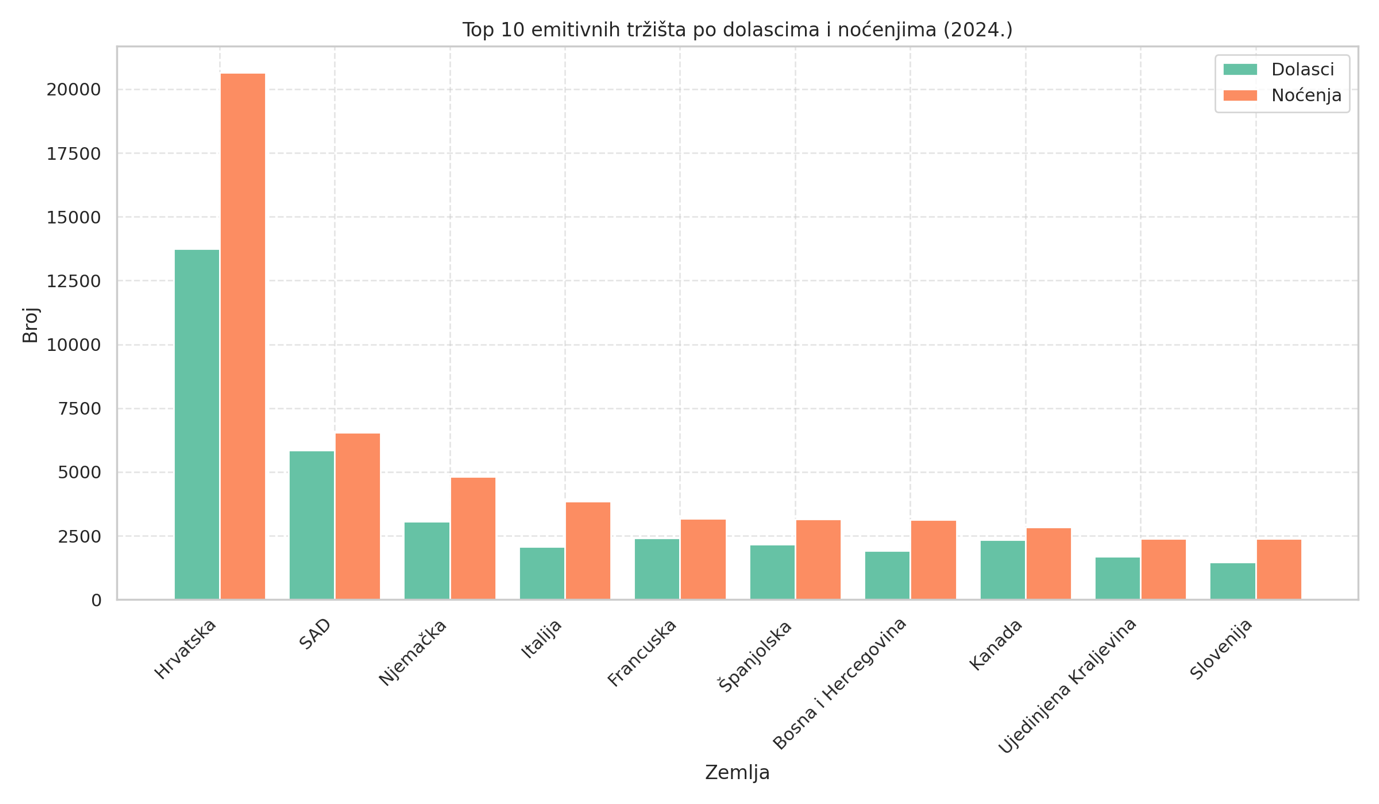 Top 10 emitivnih tržišta po dolascima i noćenjima (2024.)
Dolasci
Noćenja
Broj
20000
17500
15000
12500
10000
7500
5000
2500
0
Hrvatska
SAD
Njemačka
Italija
Francuska
Španjolska
Bosna i Hercegovina
Kanada
Ujedinjena Kraljevina
Slovenija
Zemlja